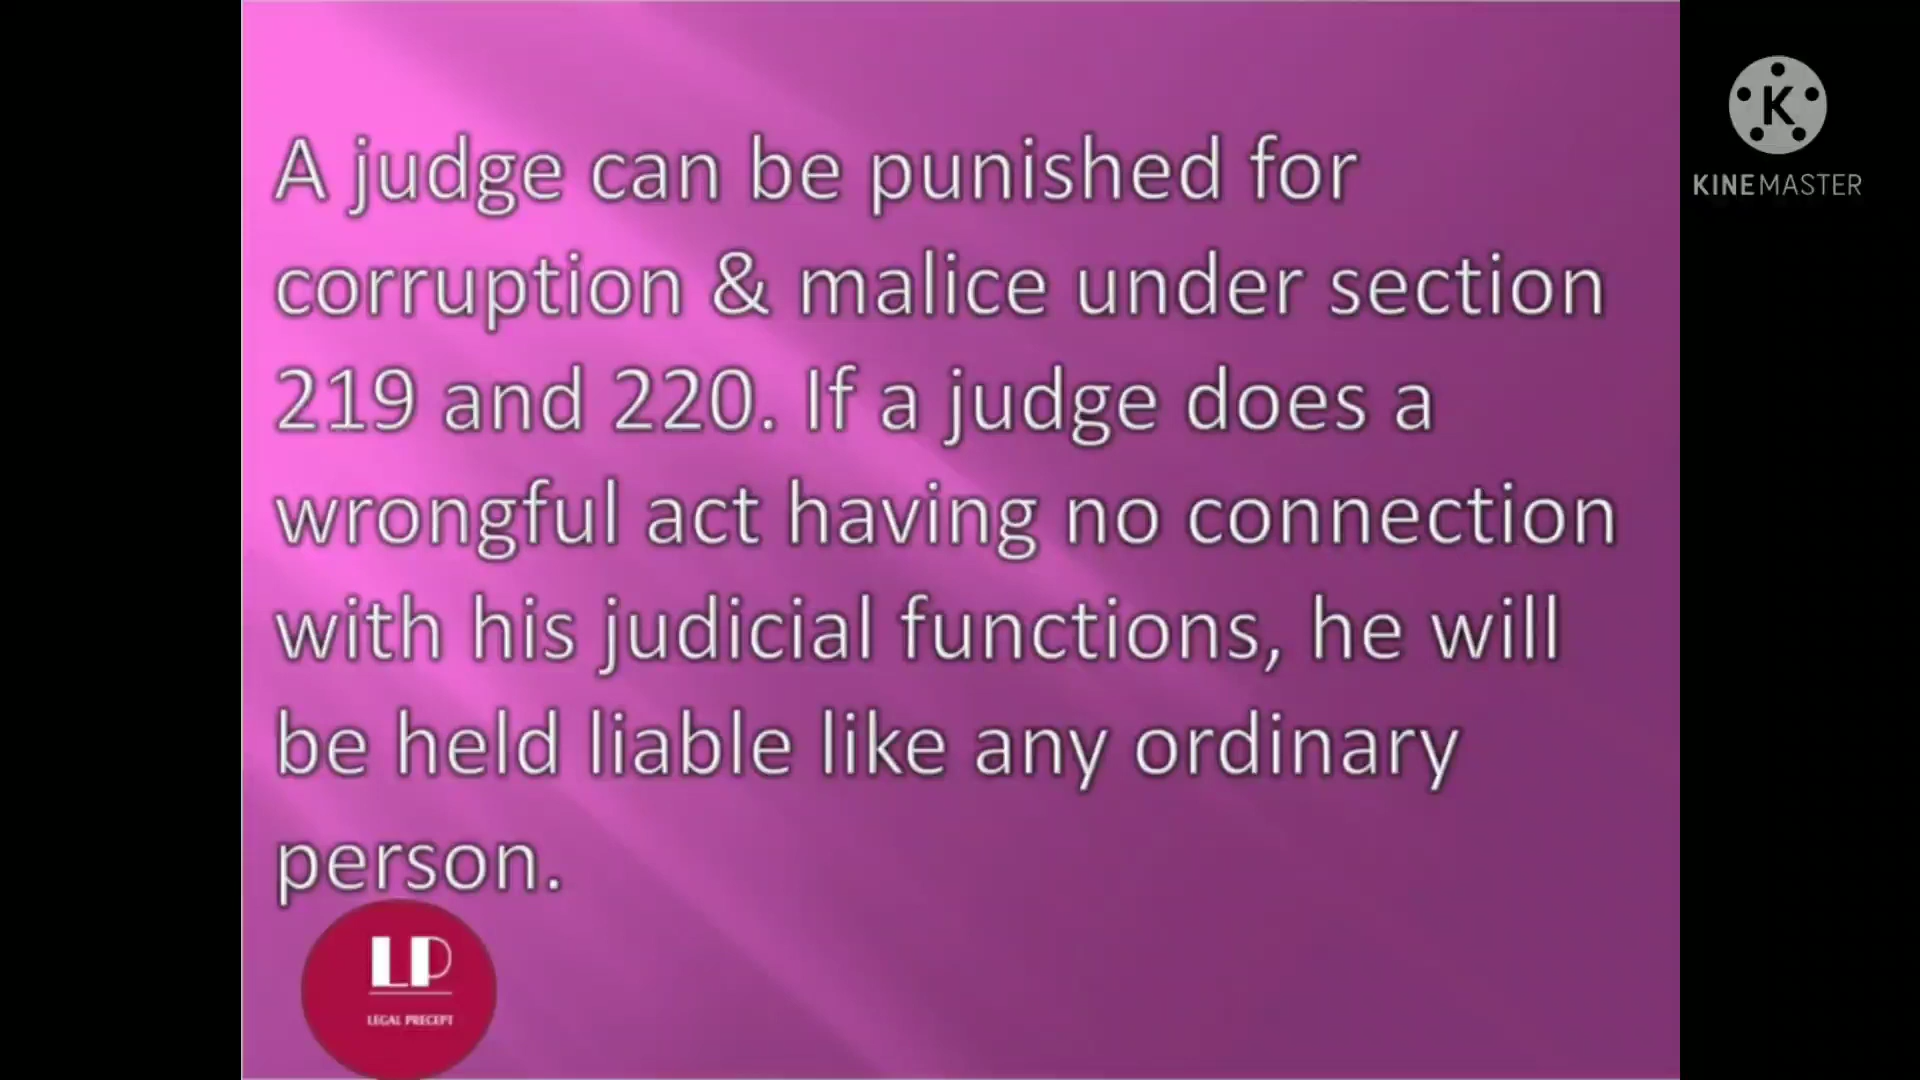 A judge can be punished for
corruption & malice under section
219 and 220. If a judge does a
wrongful act having no connection
with his judicial functions, he will
be held liable like any ordinary
person.
K
KINEMASTER
LP
LEGAL PRECEPT